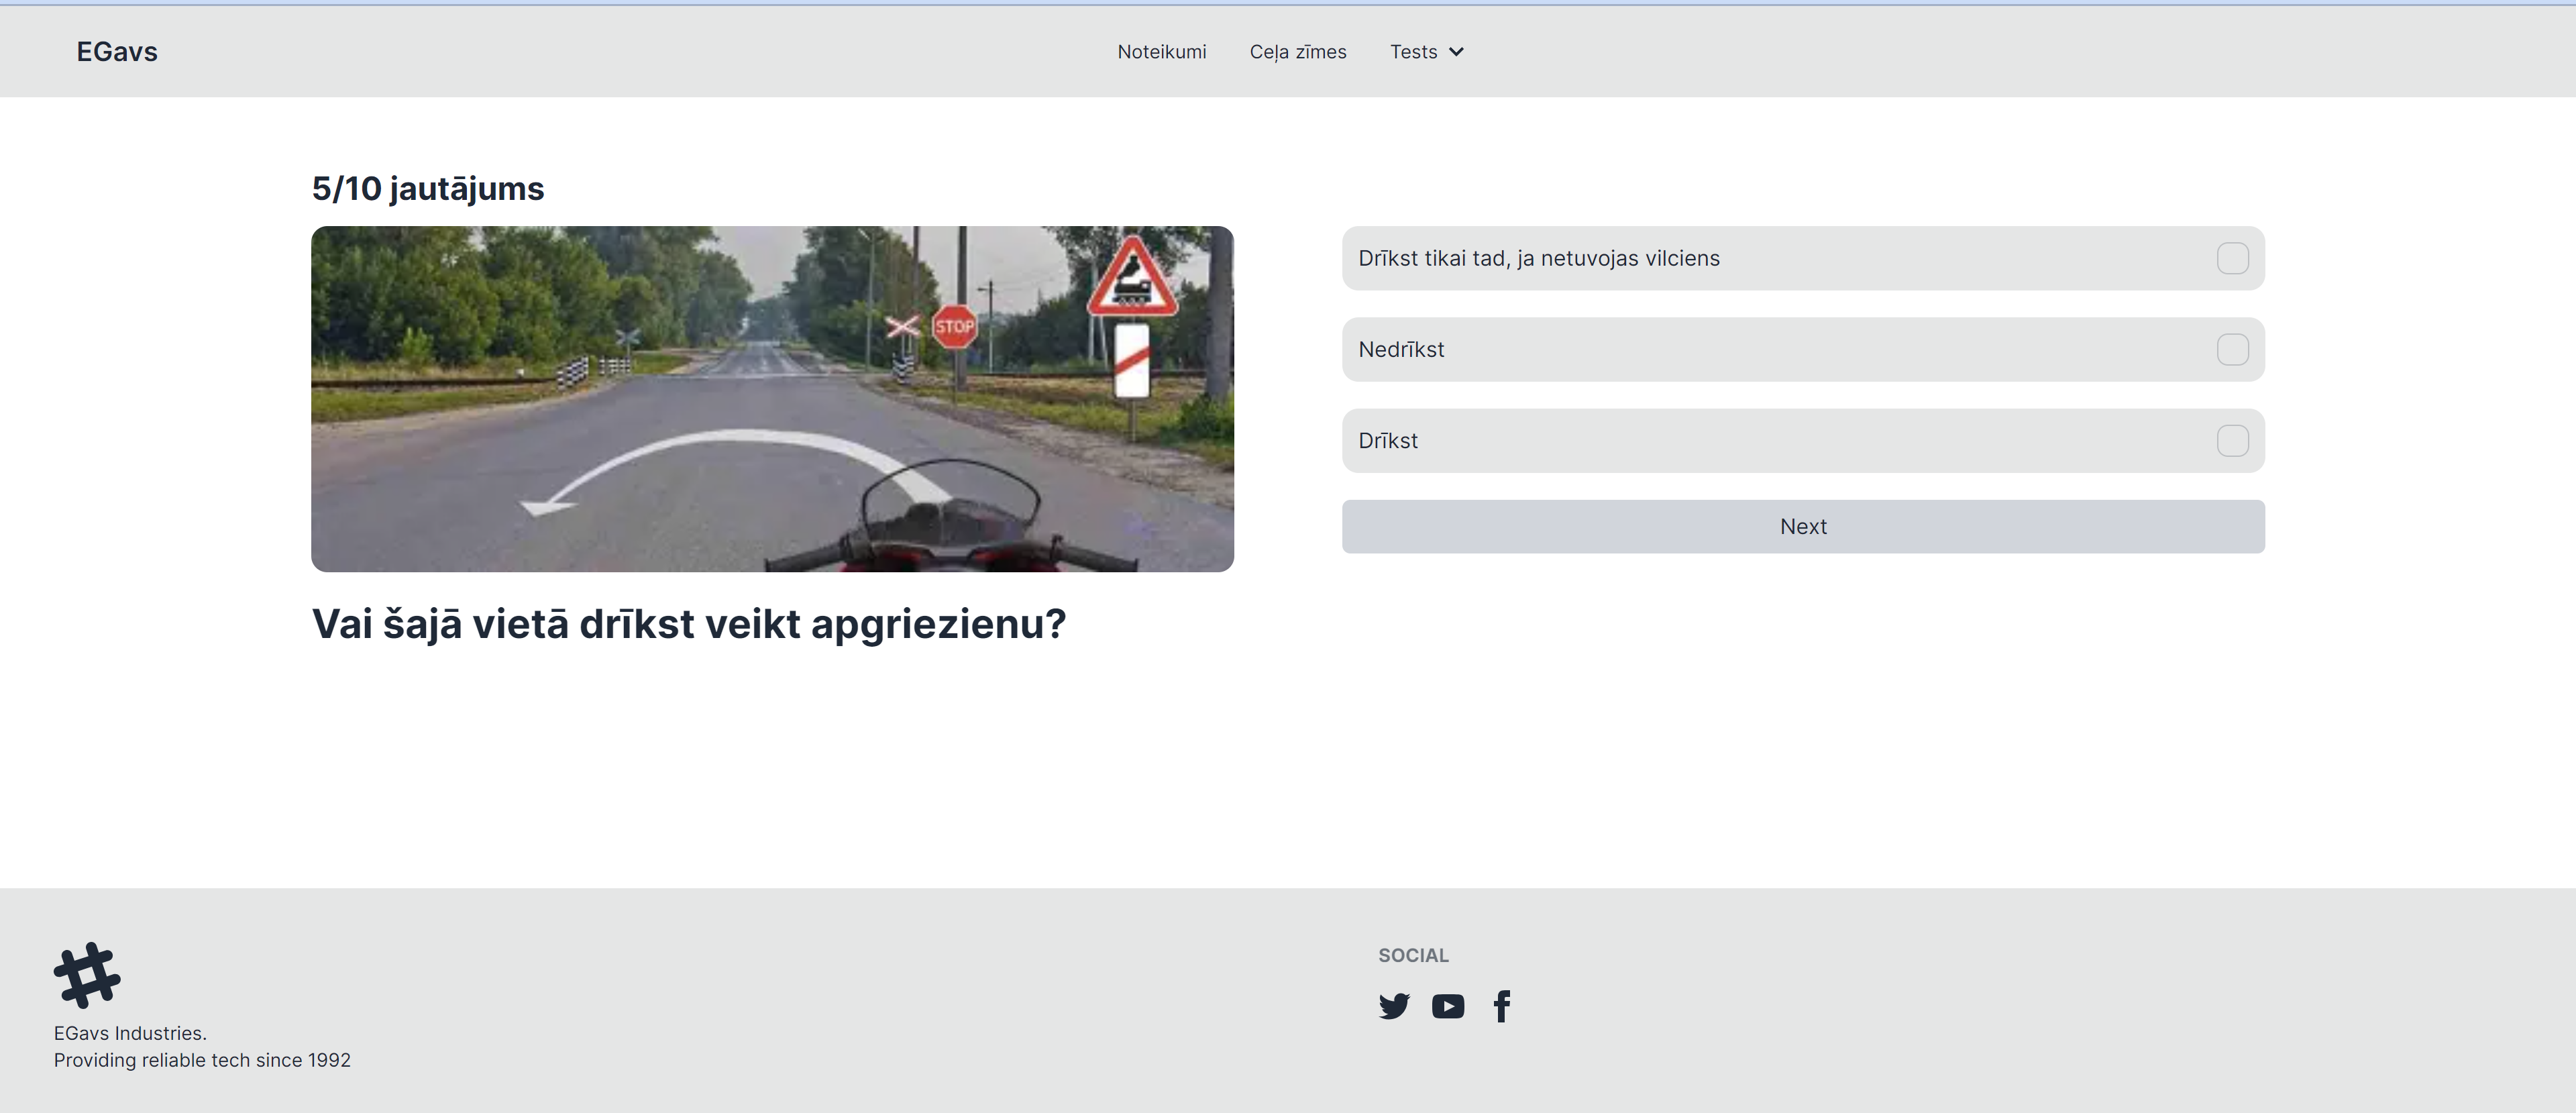 EGavs
Noteikumi
Ceļa zīmes
Tests
5/10 jautājums
STOP
Vai šajā vietā drīkst veikt apgriezienu?
Drīkst tikai tad, ja netuvojas vilciens
Nedrīkst
Drīkst
Next
EGavs Industries.
Providing reliable tech since 1992
SOCIAL